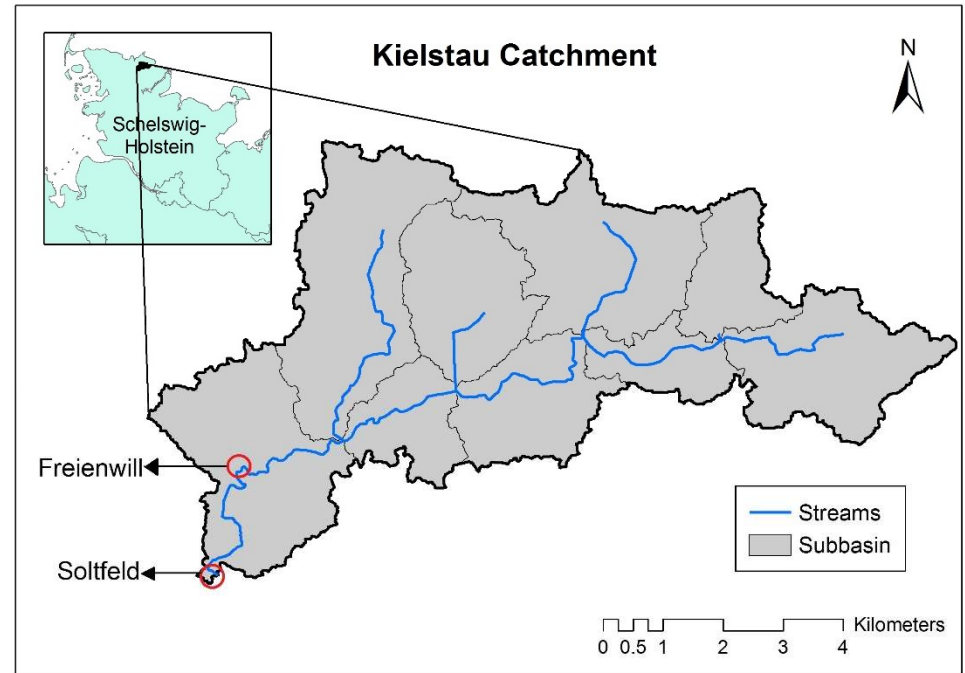 Kielstau Catchment
N
Schelswig-
Holstein
Freienwill
Soltfeld
Streams
Subbasin
Kilometers
0 0.5 1 2 3 4